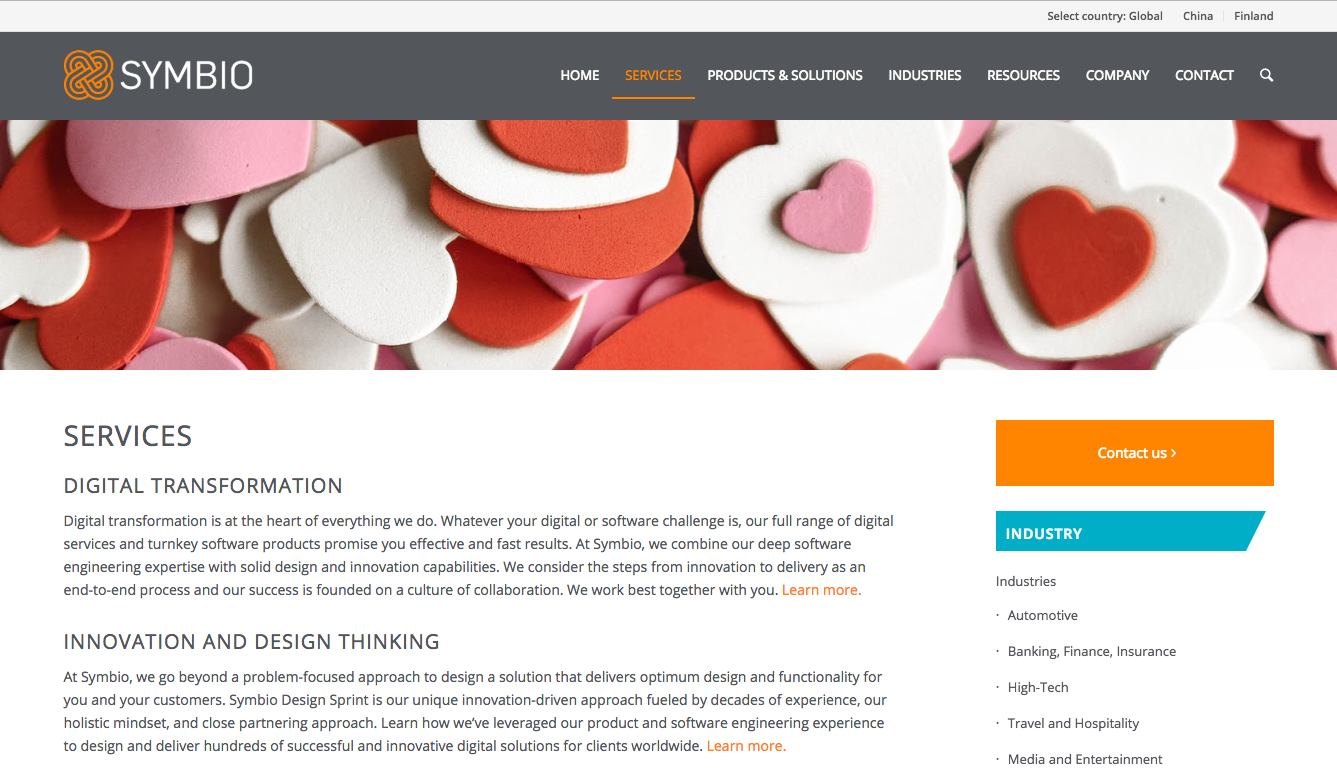 Select country: Global China Finland
SYMBIO
HOME SERVICES PRODUCTS & SOLUTIONS INDUSTRIES RESOURCES COMPANY CONTACT
SERVICES
DIGITAL TRANSFORMATION
Digital transformation is at the heart of everything we do. Whatever your digital or software challenge is, our full range of digital
services and turnkey software products promise you effective and fast results. At Symbio, we combine our deep software
engineering expertise with solid design and innovation capabilities. We consider the steps from innovation to delivery as an
end-to-end process and our success is founded on a culture of collaboration. We work best together with you. Learn more.
INNOVATION AND DESIGN THINKING
At Symbio, we go beyond a problem-focused approach to design a solution that delivers optimum design and functionality for
you and your customers. Symbio Design Sprint is our unique innovation-driven approach fueled by decades of experience, our
holistic mindset, and close partnering approach. Learn how we’ve leveraged our product and software engineering experience
to design and deliver hundreds of successful and innovative digital solutions for clients worldwide. Learn more.
Contact us ›
INDUSTRY
Industries
· Automotive
· Banking, Finance, Insurance
· High-Tech
· Travel and Hospitality
· Media and Entertainment